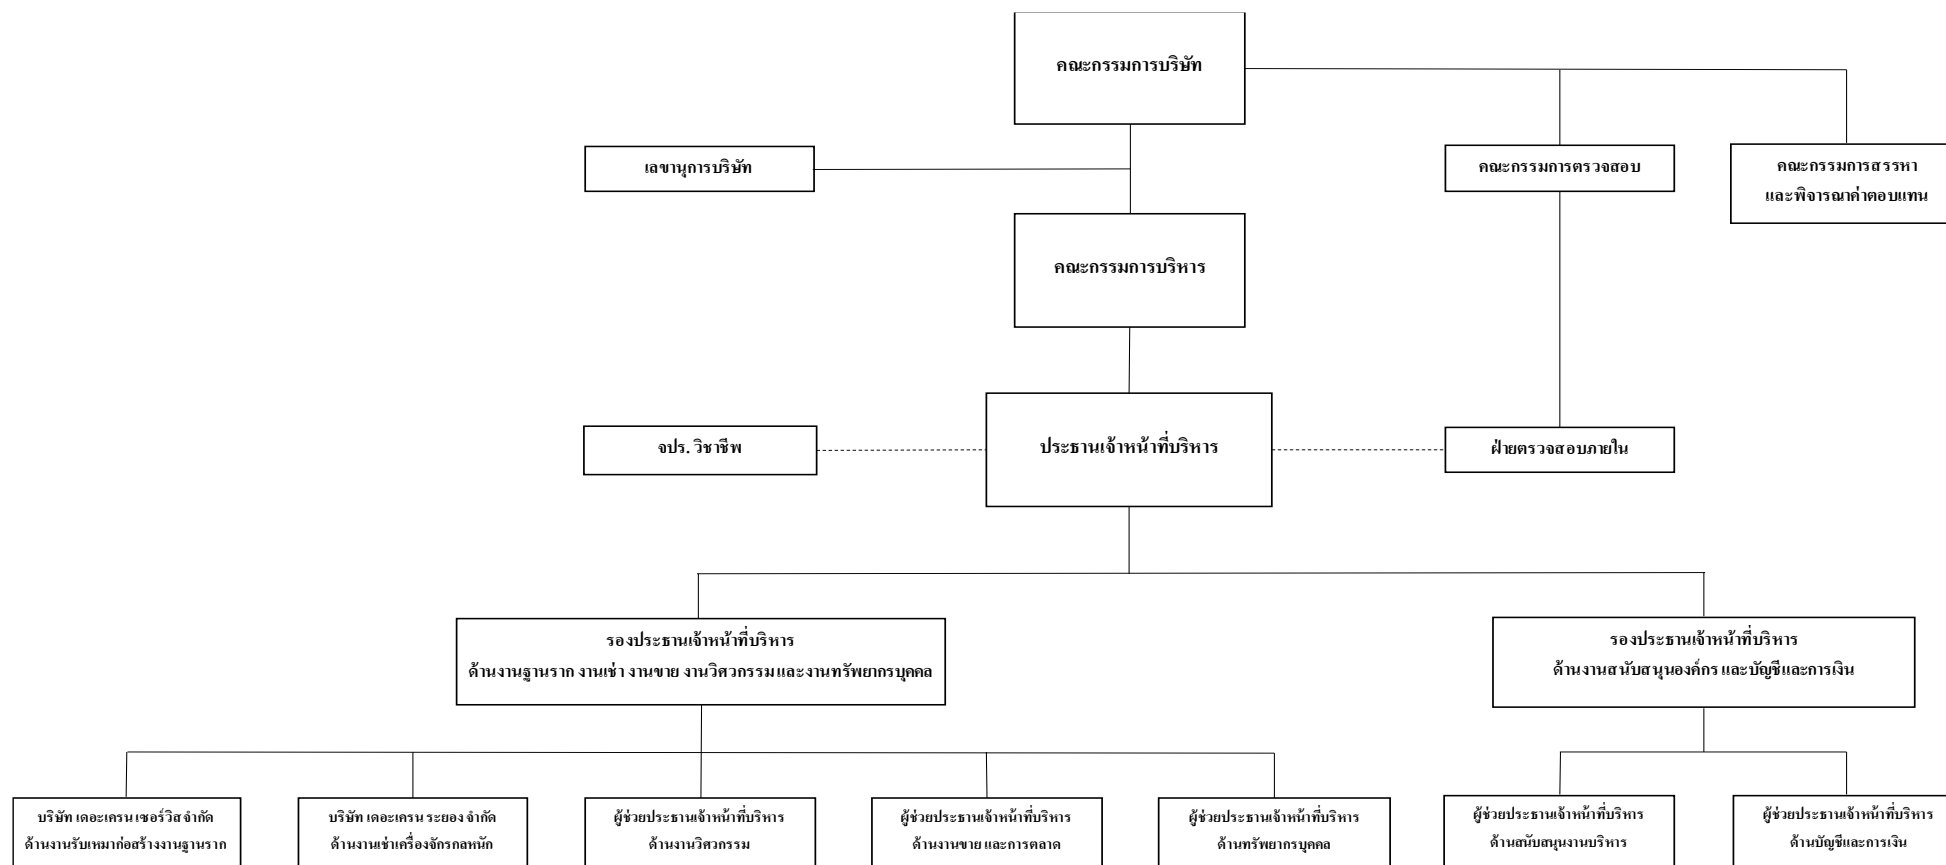 คณะกรรมการบริษัท
เลขานุการบริษัท
คณะกรรมการตรวจสอบ
คณะกรรมการสรรหา
และพิจารณาค่าตอบแทน
คณะกรรมการบริหาร
จปร. วิชาชีพ
ประธานเจ้าหน้าที่บริหาร
ฝ่ายตรวจสอบภายใน
รองประธานเจ้าหน้าที่บริหาร
ด้านงานฐานราก งานเช่า งานขาย งานวิศวกรรม และงานทรัพยากรบุคคล
รองประธานเจ้าหน้าที่บริหาร
ด้านงานสนับสนุนองค์กร และบัญชีและการเงิน
บริษัท เดอะเครน เซอร์วิส จำกัด
ด้านงานรับเหมาก่อสร้างงานฐานราก
บริษัท เดอะเครน ระยอง จำกัด
ด้านงานเช่าเครื่องจักรกลหนัก
ผู้ช่วยประธานเจ้าหน้าที่บริหาร
ด้านงานวิศวกรรม
ผู้ช่วยประธานเจ้าหน้าที่บริหาร
ด้านงานขาย และการตลาด
ผู้ช่วยประธานเจ้าหน้าที่บริหาร
ด้านทรัพยากรบุคคล
ผู้ช่วยประธานเจ้าหน้าที่บริหาร
ด้านสนับสนุนงานบริหาร
ผู้ช่วยประธานเจ้าหน้าที่บริหาร
ด้านบัญชีและการเงิน